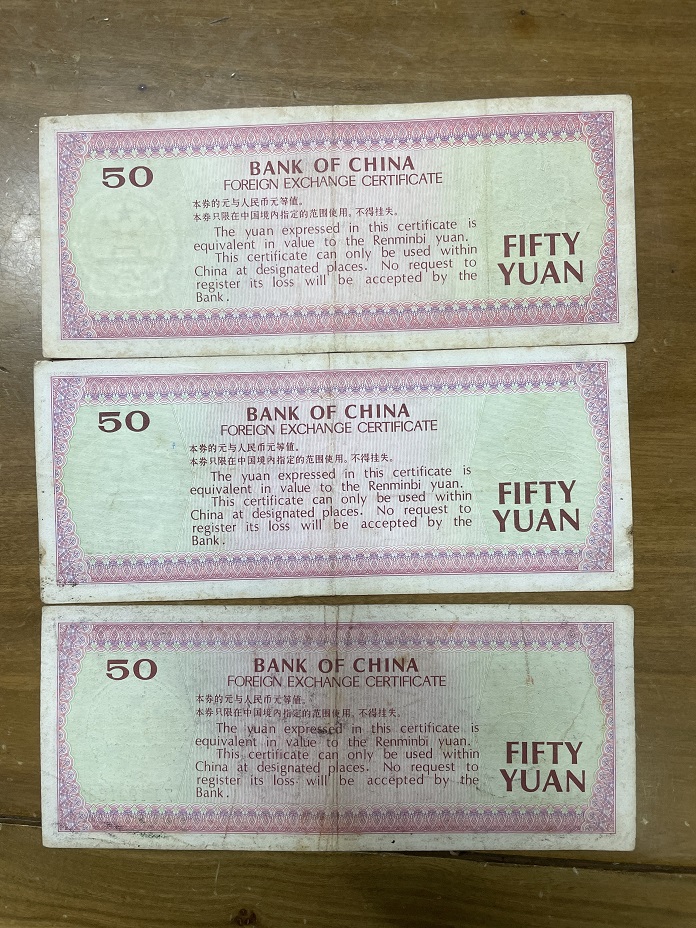 50
BANK OF CHINA
FOREIGN EXCHANGE CERTIFICATE
本券的元与人民币元等值。
本券只限在中国境内指定的范围使用。不得挂失。
The yuan expressed in this certificate is
equivalent in value to the Renminbi yuan.
This certificate can only be used within
China at designated places. No request to
register its loss will be accepted by the
Bank.
FIFTY
YUAN
50
BANK OF CHINA
FOREIGN EXCHANGE CERTIFICATE
本券的元与人民币元等值。
本券只限在中国境内指定的范围使用。不得挂失。
The yuan expressed in this certificate is
equivalent in value to the Renminbi yuan.
This certificate can only be used within
China at designated places. No request to
register its loss will be accepted by the
Bank.
FIFTY
YUAN
50
BANK OF CHINA
FOREIGN EXCHANGE CERTIFICATE
本券的元与人民币元等值。
本券只限在中国境内指定的范围使用。不得挂失。
The yuan expressed in this certificate is
equivalent in value to the Renminbi yuan.
This certificate can only be used within
China at designated places. No request to
register its loss will be accepted by the
Bank.
FIFTY
YUAN